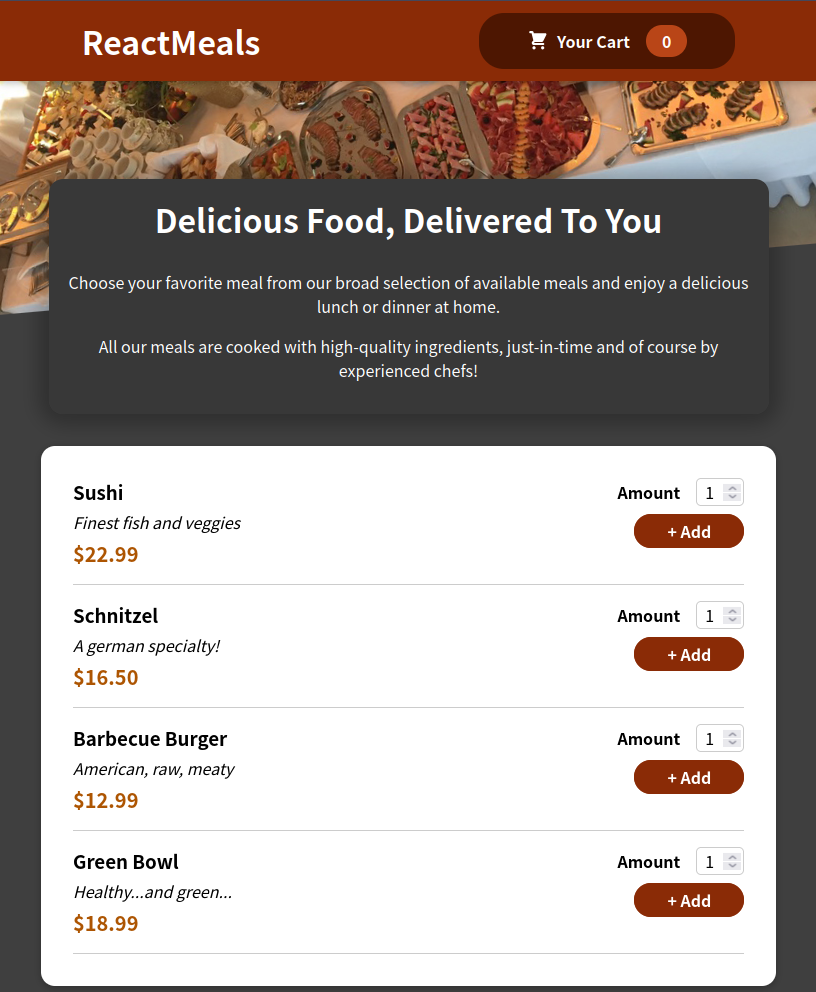 ReactMeals
Your Cart 0
Delicious Food, Delivered To You
Choose your favorite meal from our broad selection of available meals and enjoy a delicious
lunch or dinner at home.
All our meals are cooked with high-quality ingredients, just-in-time and of course by
experienced chefs!
Sushi
Finest fish and veggies
$22.99
Amount 1
+ Add
Schnitzel
A german specialty!
$16.50
Amount 1
+ Add
Barbecue Burger
American, raw, meaty
$12.99
Amount 1
+ Add
Green Bowl
Healthy...and green...
$18.99
Amount 1
+ Add